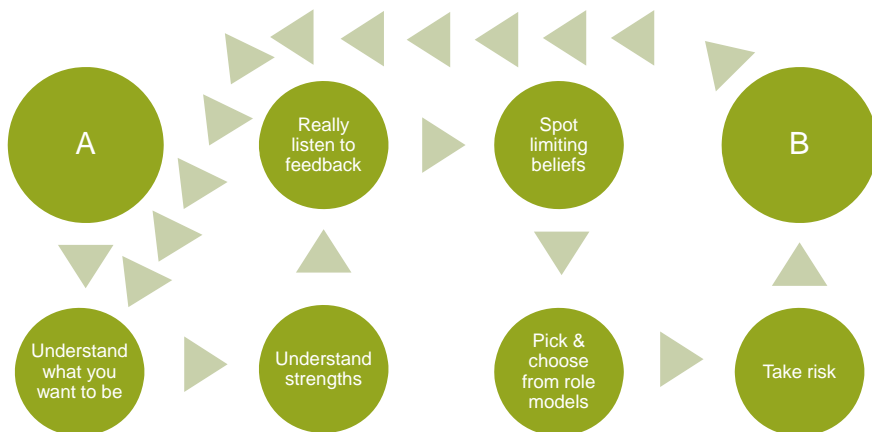 A
Really
listen to
feedback
Spot
limiting
beliefs
B
Understand
what you
want to be
Understand
strengths
Pick &
choose
from role
models
Take risk